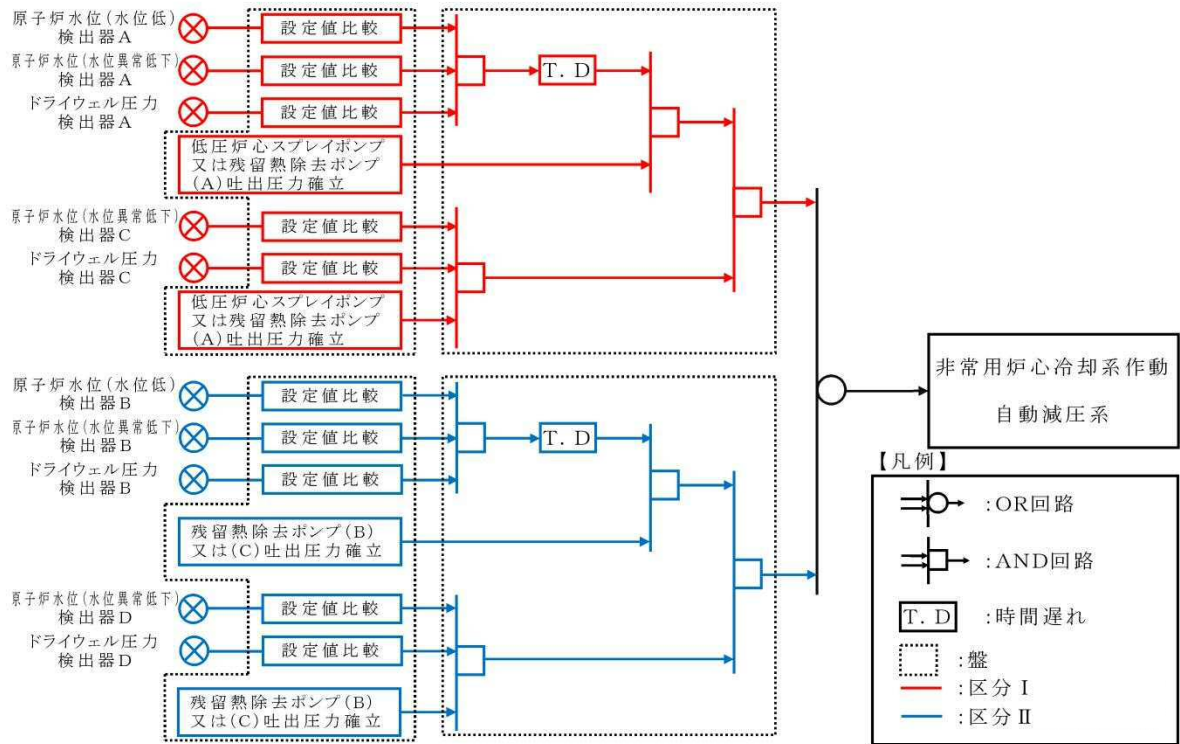 原子炉水位(水位低)
検出器A
設定値比較
原子炉水位(水位異常低下)
検出器A
設定値比較
T.D
ドライウェル圧力
検出器A
設定値比較
低圧炉心スプレイポンプ
又は残留熱除去ポンプ
(A)吐出圧力確立
原子炉水位(水位異常低下)
検出器C
設定値比較
ドライウェル圧力
検出器C
設定値比較
低圧炉心スプレイポンプ
又は残留熱除去ポンプ
(A)吐出圧力確立
原子炉水位(水位低)
検出器B
設定値比較
原子炉水位(水位異常低下)
検出器B
設定値比較
T.D
ドライウェル圧力
検出器B
設定値比較
残留熱除去ポンプ(B)
又は(C)吐出圧力確立
原子炉水位(水位異常低下)
検出器D
設定値比較
ドライウェル圧力
検出器D
設定値比較
残留熱除去ポンプ(B)
又は(C)吐出圧力確立
非常用炉心冷却系作動
自動減圧系
【凡例】
:OR回路
:AND回路
T.D :時間遅れ
:盤
:区分Ⅰ
:区分Ⅱ